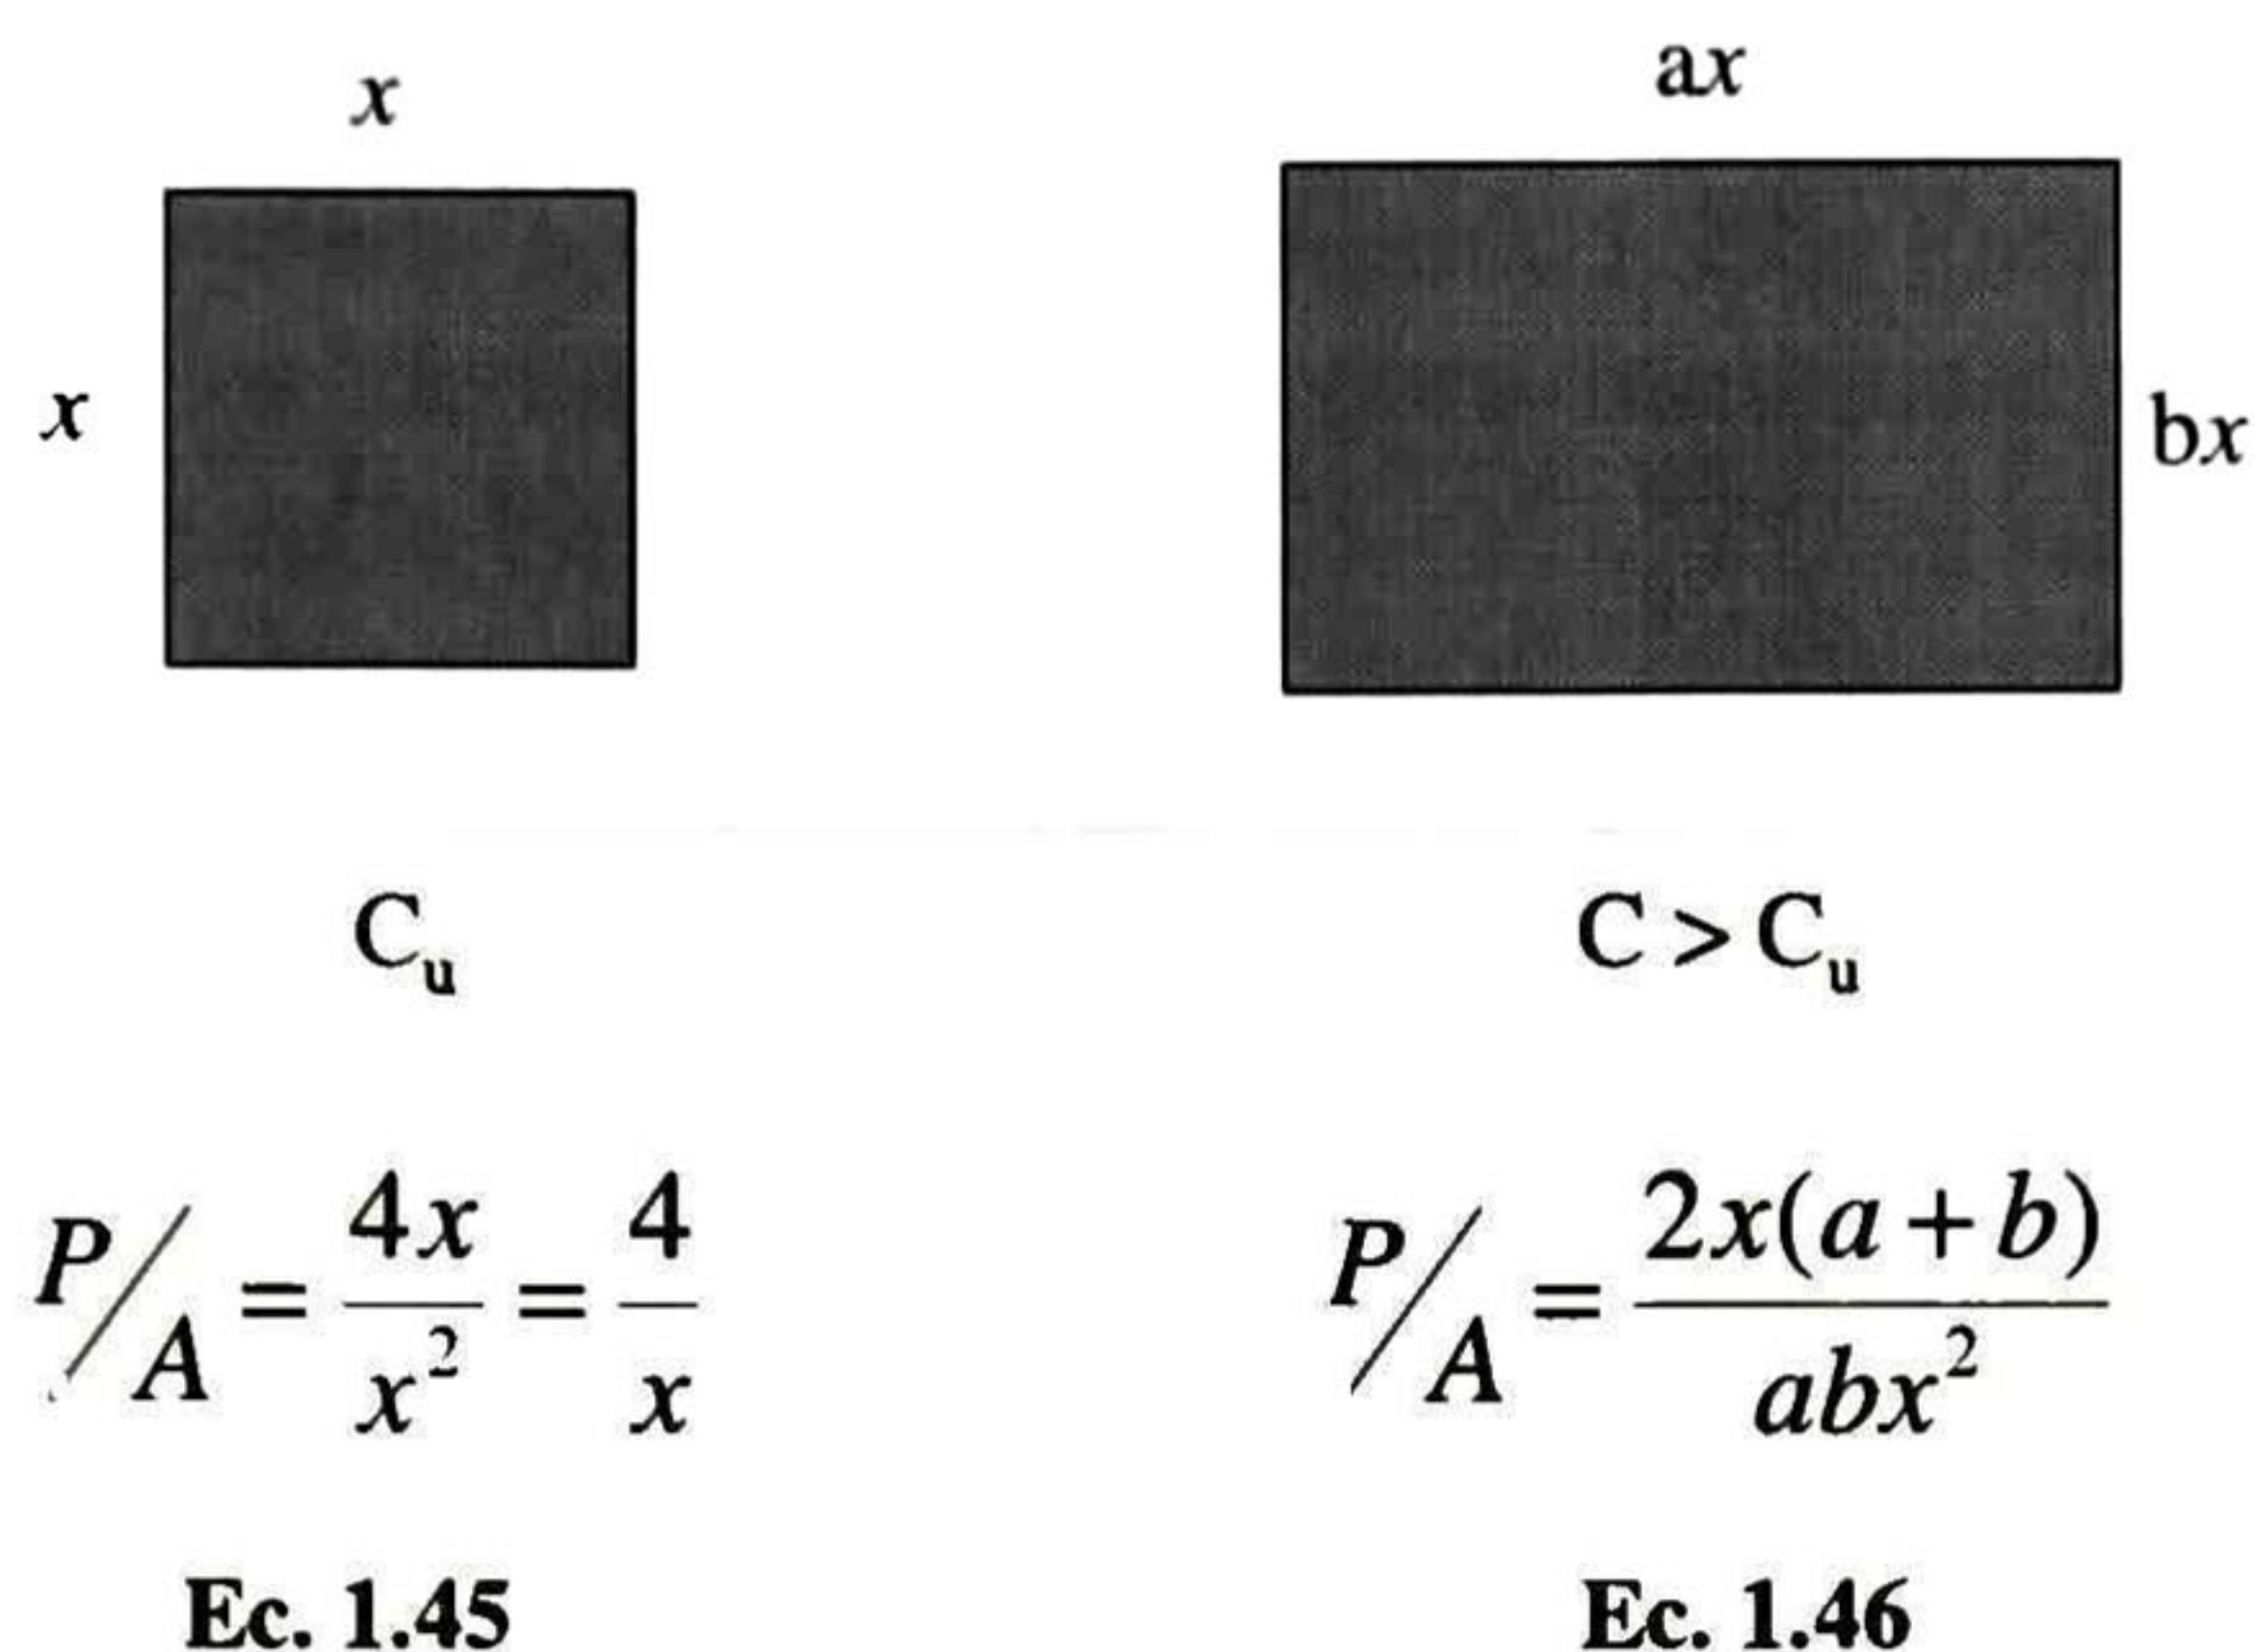 x
ax
x
bx
C_u
C > C_u
P/A = 4x/x² = 4/x
P/A = 2x(a + b)/abx²
Ec. 1.45
Ec. 1.46